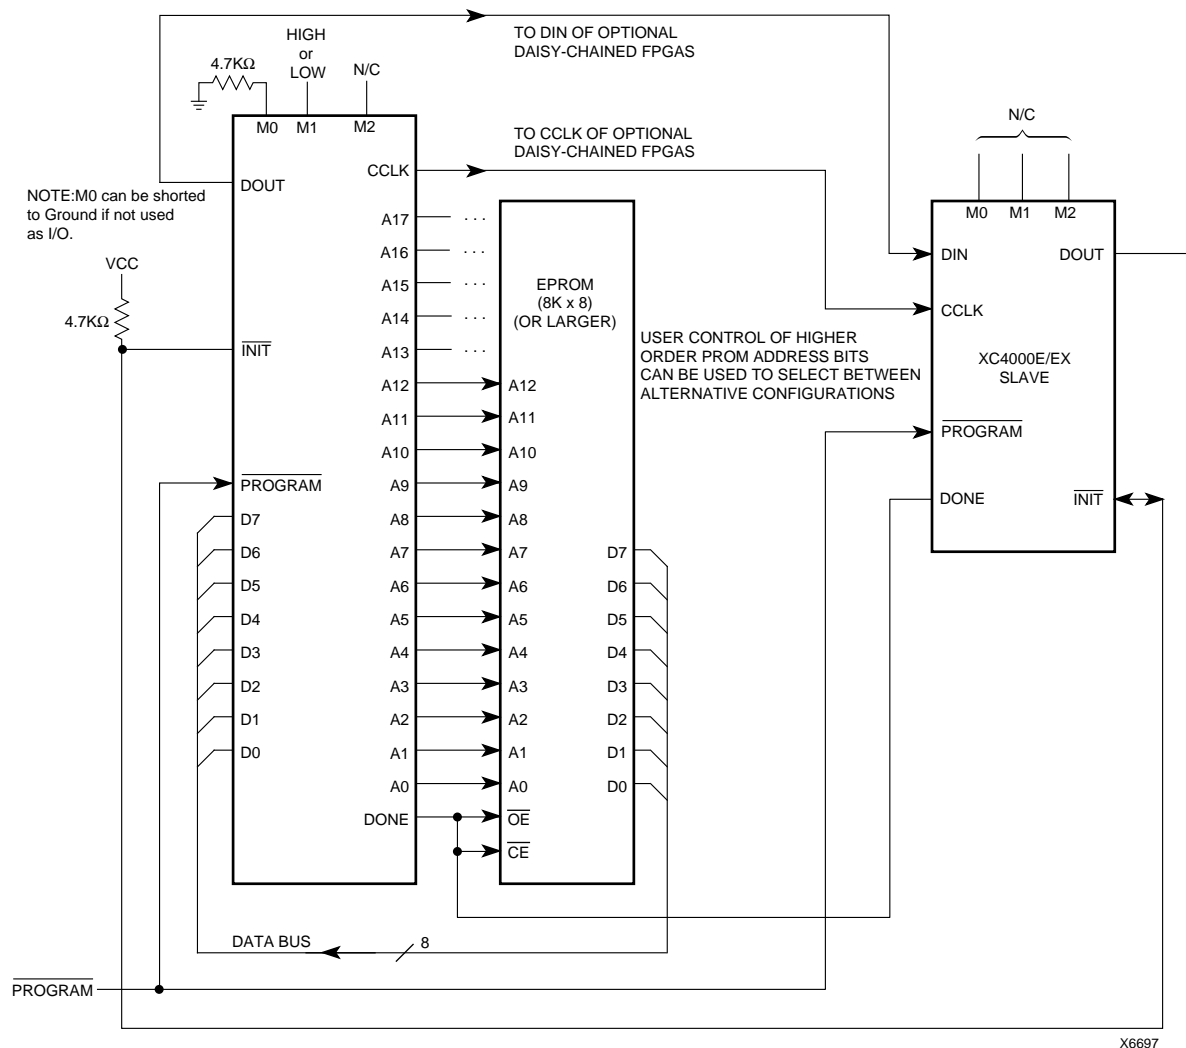 TO DIN OF OPTIONAL
DAISY-CHAINED FPGAS
HIGH
or
LOW
4.7KΩ
N/C
M0 M1 M2
DOUT
CCLK
TO CCLK OF OPTIONAL
DAISY-CHAINED FPGAS
N/C
M0 M1 M2
NOTE:M0 can be shorted
to Ground if not used
as I/O.
VCC
4.7KΩ
INIT
PROGRAM
D7
D6
D5
D4
D3
D2
D1
D0
A17 . . .
A16 . . .
A15 . . .
A14 . . .
A13 . . .
A12
A11
A10
A9
A8
A7
A6
A5
A4
A3
A2
A1
A0
DONE
EPROM
(8K x 8)
(OR LARGER)
A12
A11
A10
A9
A8
A7
A6
A5
A4
A3
A2
A1
A0
OE
CE
D7
D6
D5
D4
D3
D2
D1
D0
USER CONTROL OF HIGHER
ORDER PROM ADDRESS BITS
CAN BE USED TO SELECT BETWEEN
ALTERNATIVE CONFIGURATIONS
DIN
DOUT
CCLK
XC4000E/EX
SLAVE
PROGRAM
DONE
INIT
DATA BUS
8
PROGRAM
X6697